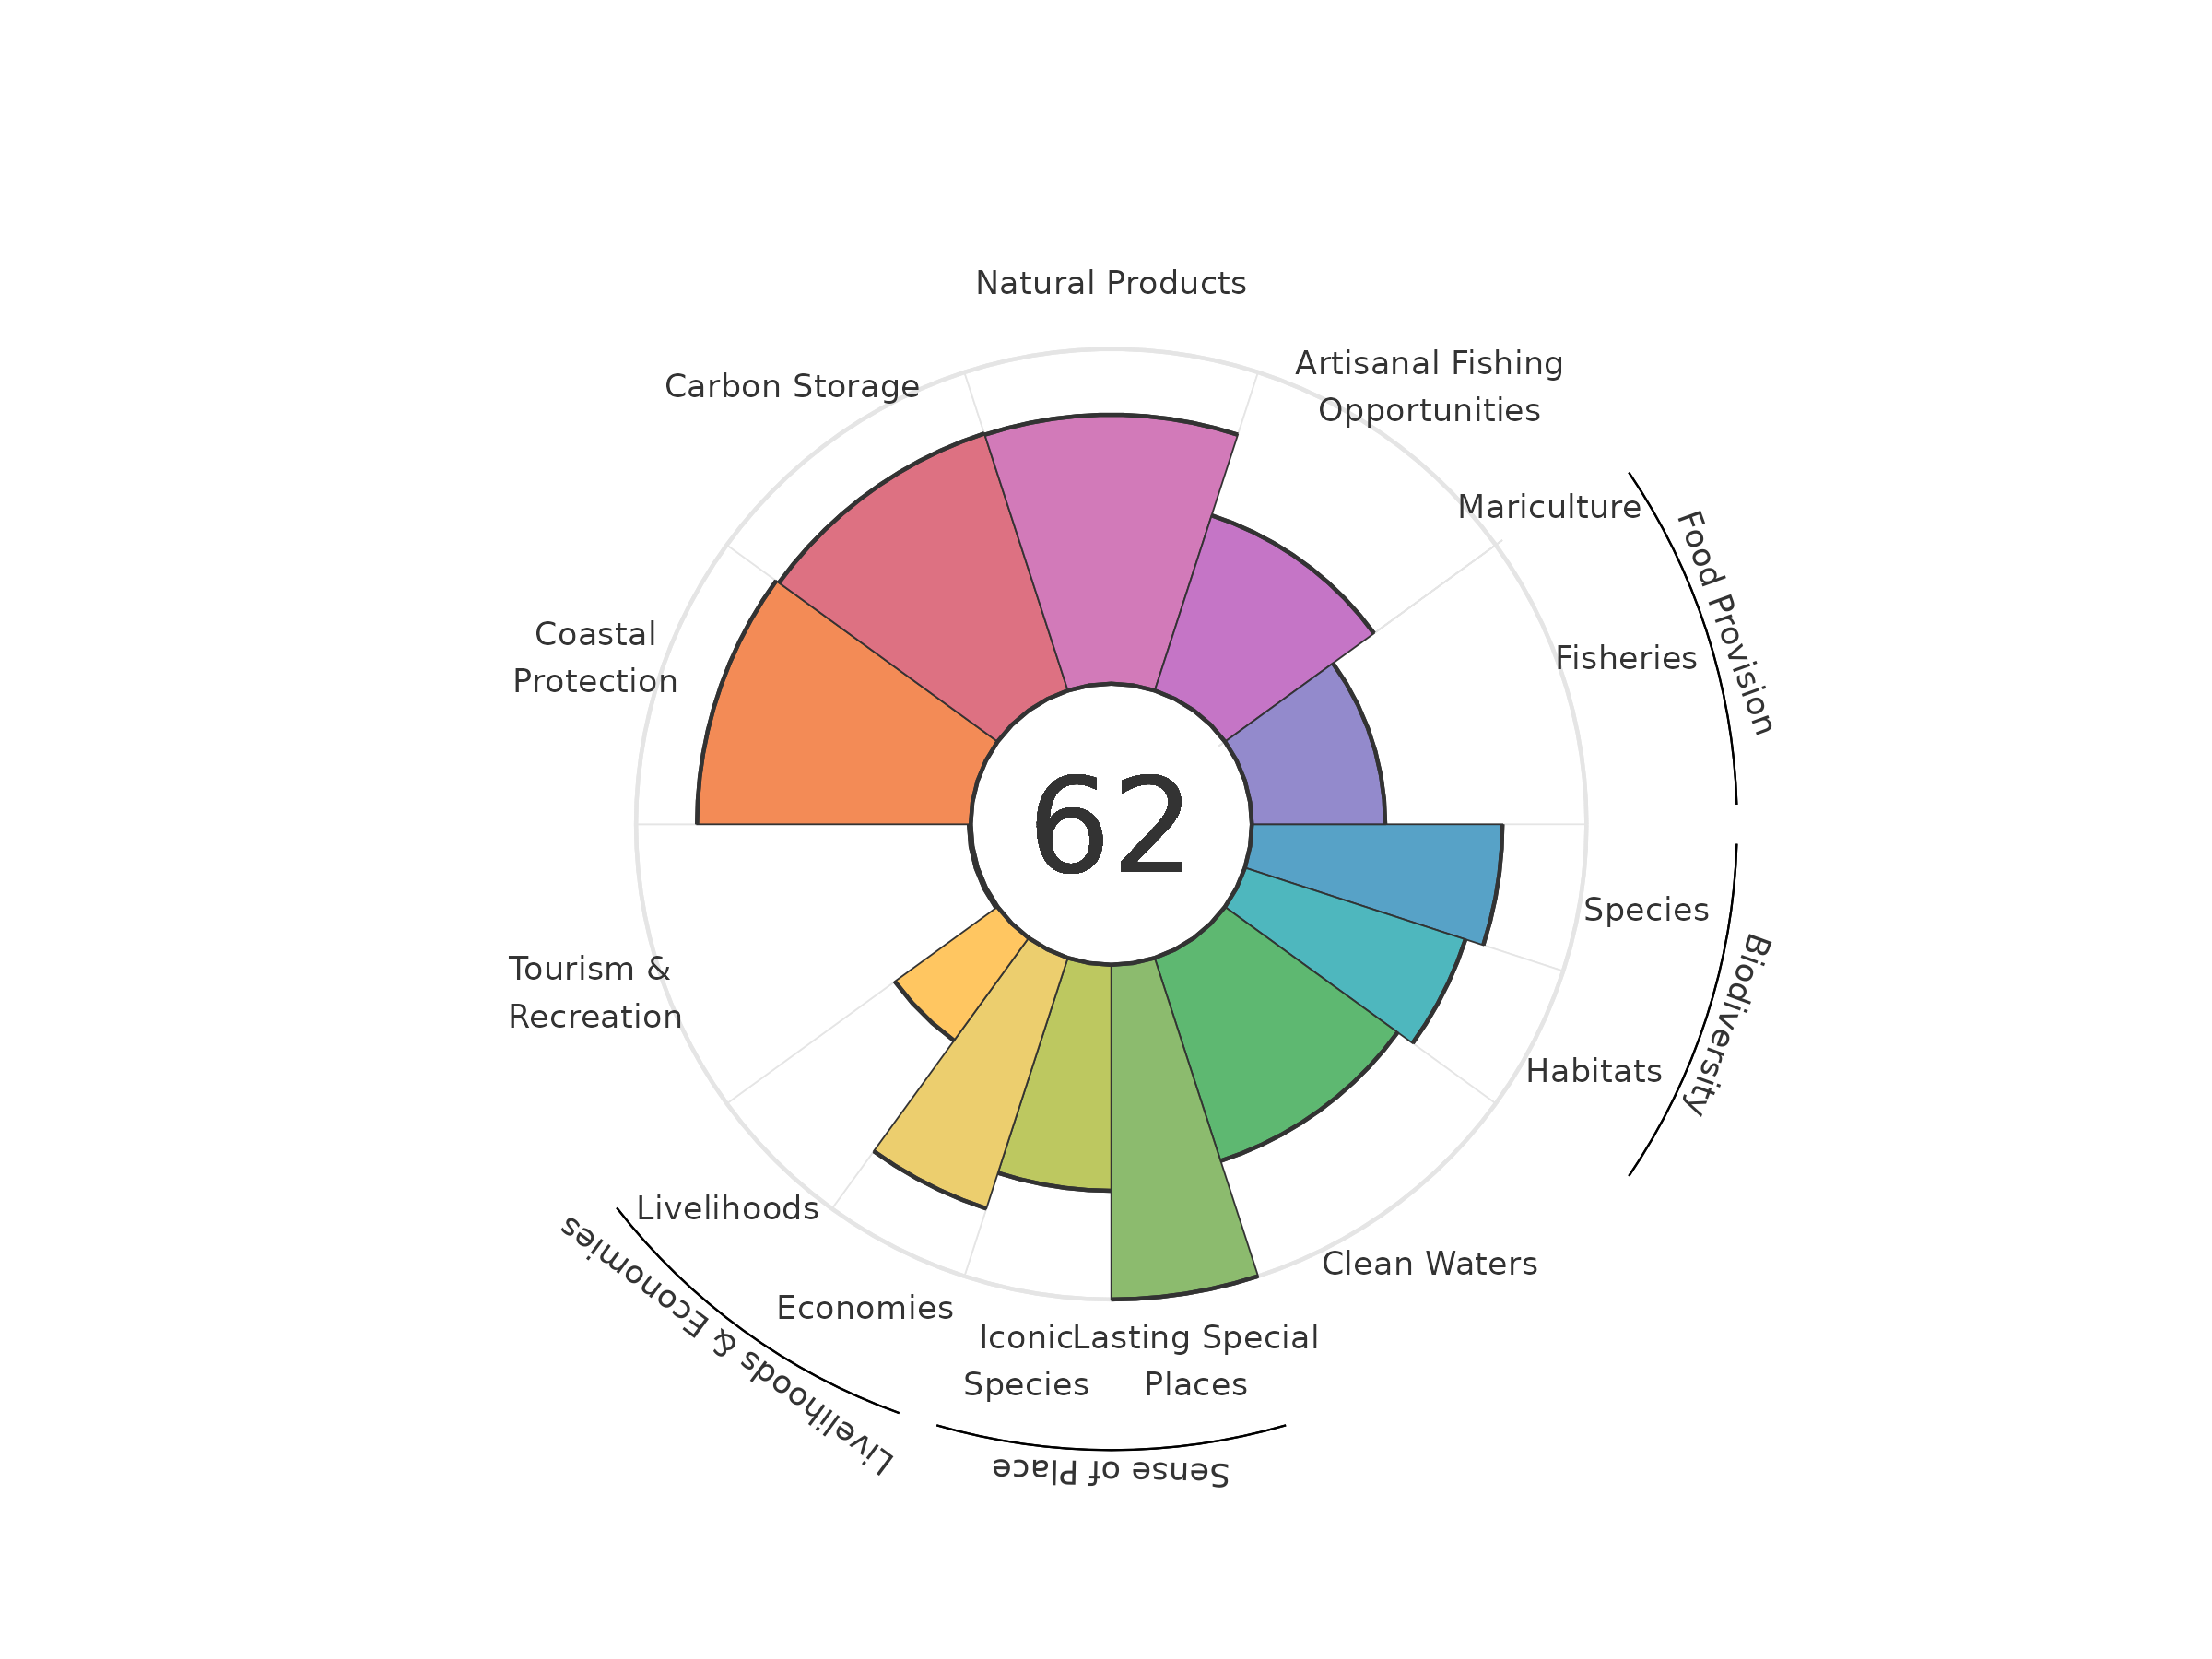 Natural Products
Carbon Storage
Artisanal Fishing
Opportunities
Mariculture
Food Provision
Coastal
Protection
Fisheries
62
Species
Biodiversity
Tourism &
Recreation
Habitats
Livelihoods
Livelihoods & Economies
Clean Waters
Economies
Iconic
Species
Lasting Special
Places
Sense of Place